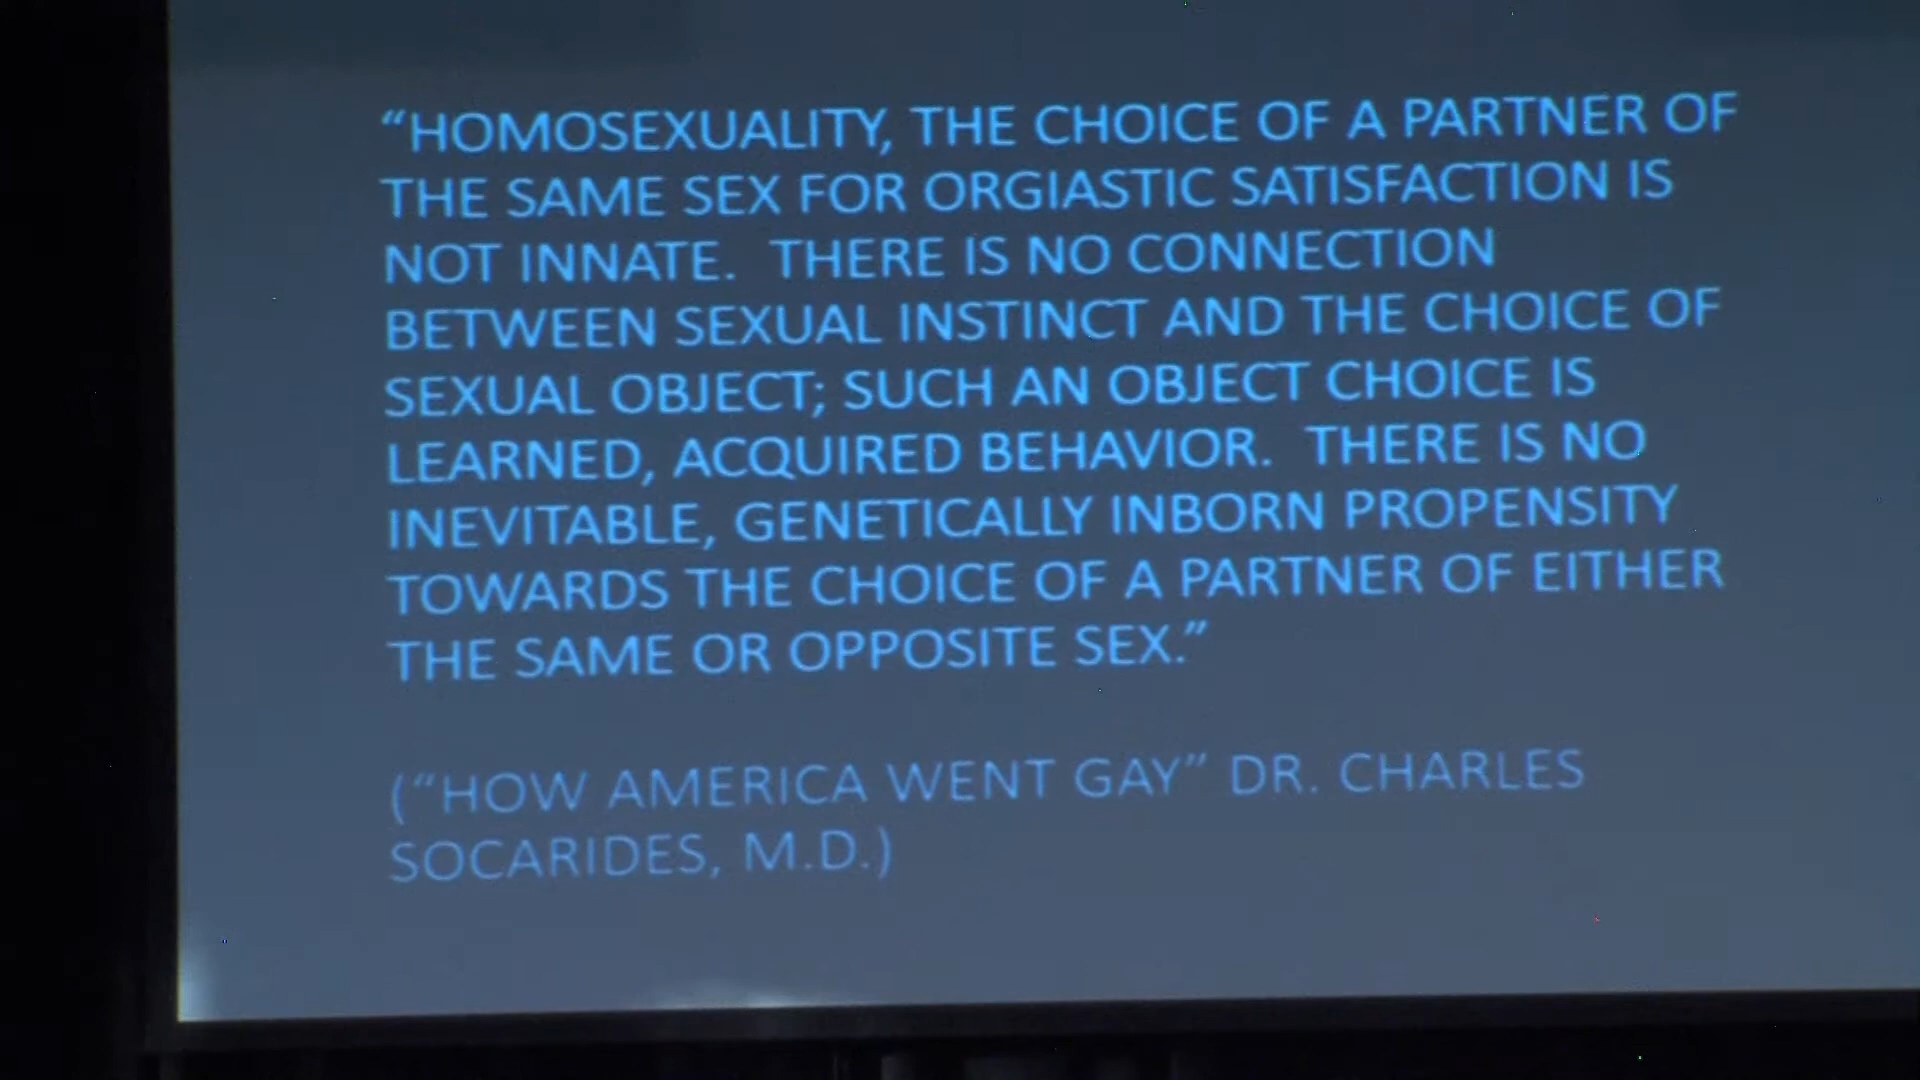 “HOMOSEXUALITY, THE CHOICE OF A PARTNER OF
THE SAME SEX FOR ORGIASTIC SATISFACTION IS
NOT INNATE. THERE IS NO CONNECTION
BETWEEN SEXUAL INSTINCT AND THE CHOICE OF
SEXUAL OBJECT; SUCH AN OBJECT CHOICE IS
LEARNED, ACQUIRED BEHAVIOR. THERE IS NO
INEVITABLE, GENETICALLY INBORN PROPENSITY
TOWARDS THE CHOICE OF A PARTNER OF EITHER
THE SAME OR OPPOSITE SEX.”
(“HOW AMERICA WENT GAY” DR. CHARLES
SOCARIDES, M.D.)